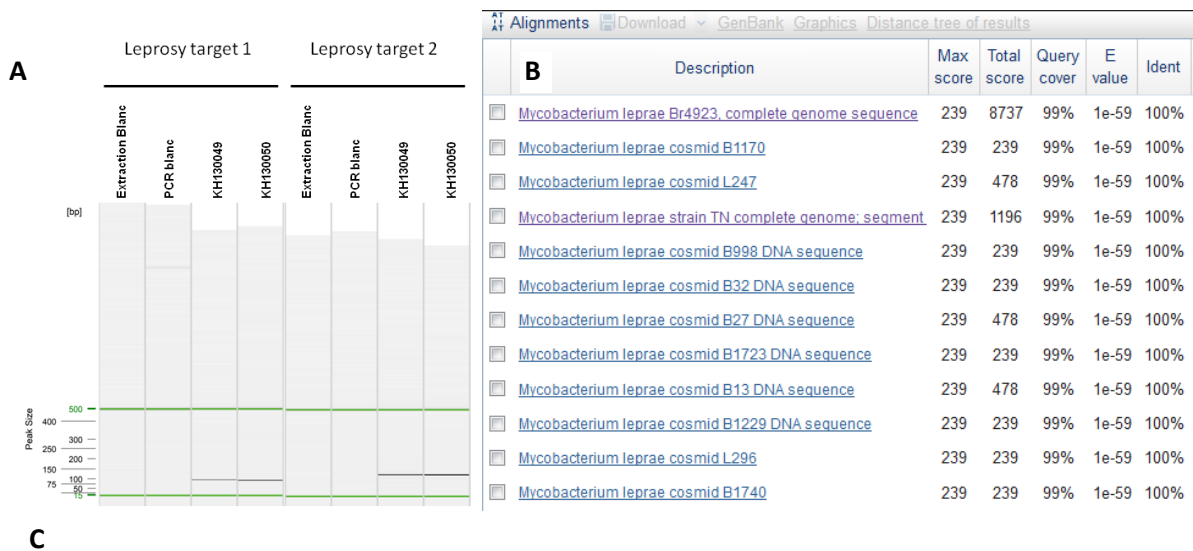 A
Leprosy target 1 Leprosy target 2
Extraction Blanc
PCR blanc
KH130049
KH130050
Extraction Blanc
PCR blanc
KH130049
KH130050
[bp]
Peak Size
500
400
300
250
200
150
100
75
50
15
B
Alignments Download GenBank Graphics Distance tree of results
Description Max score Total score Query cover E value Ident
Mycobacterium leprae Br4923, complete genome sequence 239 8737 99% 1e-59 100%
Mycobacterium leprae cosmid B1170 239 239 99% 1e-59 100%
Mycobacterium leprae cosmid L247 239 478 99% 1e-59 100%
Mycobacterium leprae strain TN complete genome; segment 239 1196 99% 1e-59 100%
Mycobacterium leprae cosmid B998 DNA sequence 239 239 99% 1e-59 100%
Mycobacterium leprae cosmid B32 DNA sequence 239 239 99% 1e-59 100%
Mycobacterium leprae cosmid B27 DNA sequence 239 478 99% 1e-59 100%
Mycobacterium leprae cosmid B1723 DNA sequence 239 239 99% 1e-59 100%
Mycobacterium leprae cosmid B13 DNA sequence 239 478 99% 1e-59 100%
Mycobacterium leprae cosmid B1229 DNA sequence 239 239 99% 1e-59 100%
Mycobacterium leprae cosmid L296 239 239 99% 1e-59 100%
Mycobacterium leprae cosmid B1740 239 239 99% 1e-59 100%
C